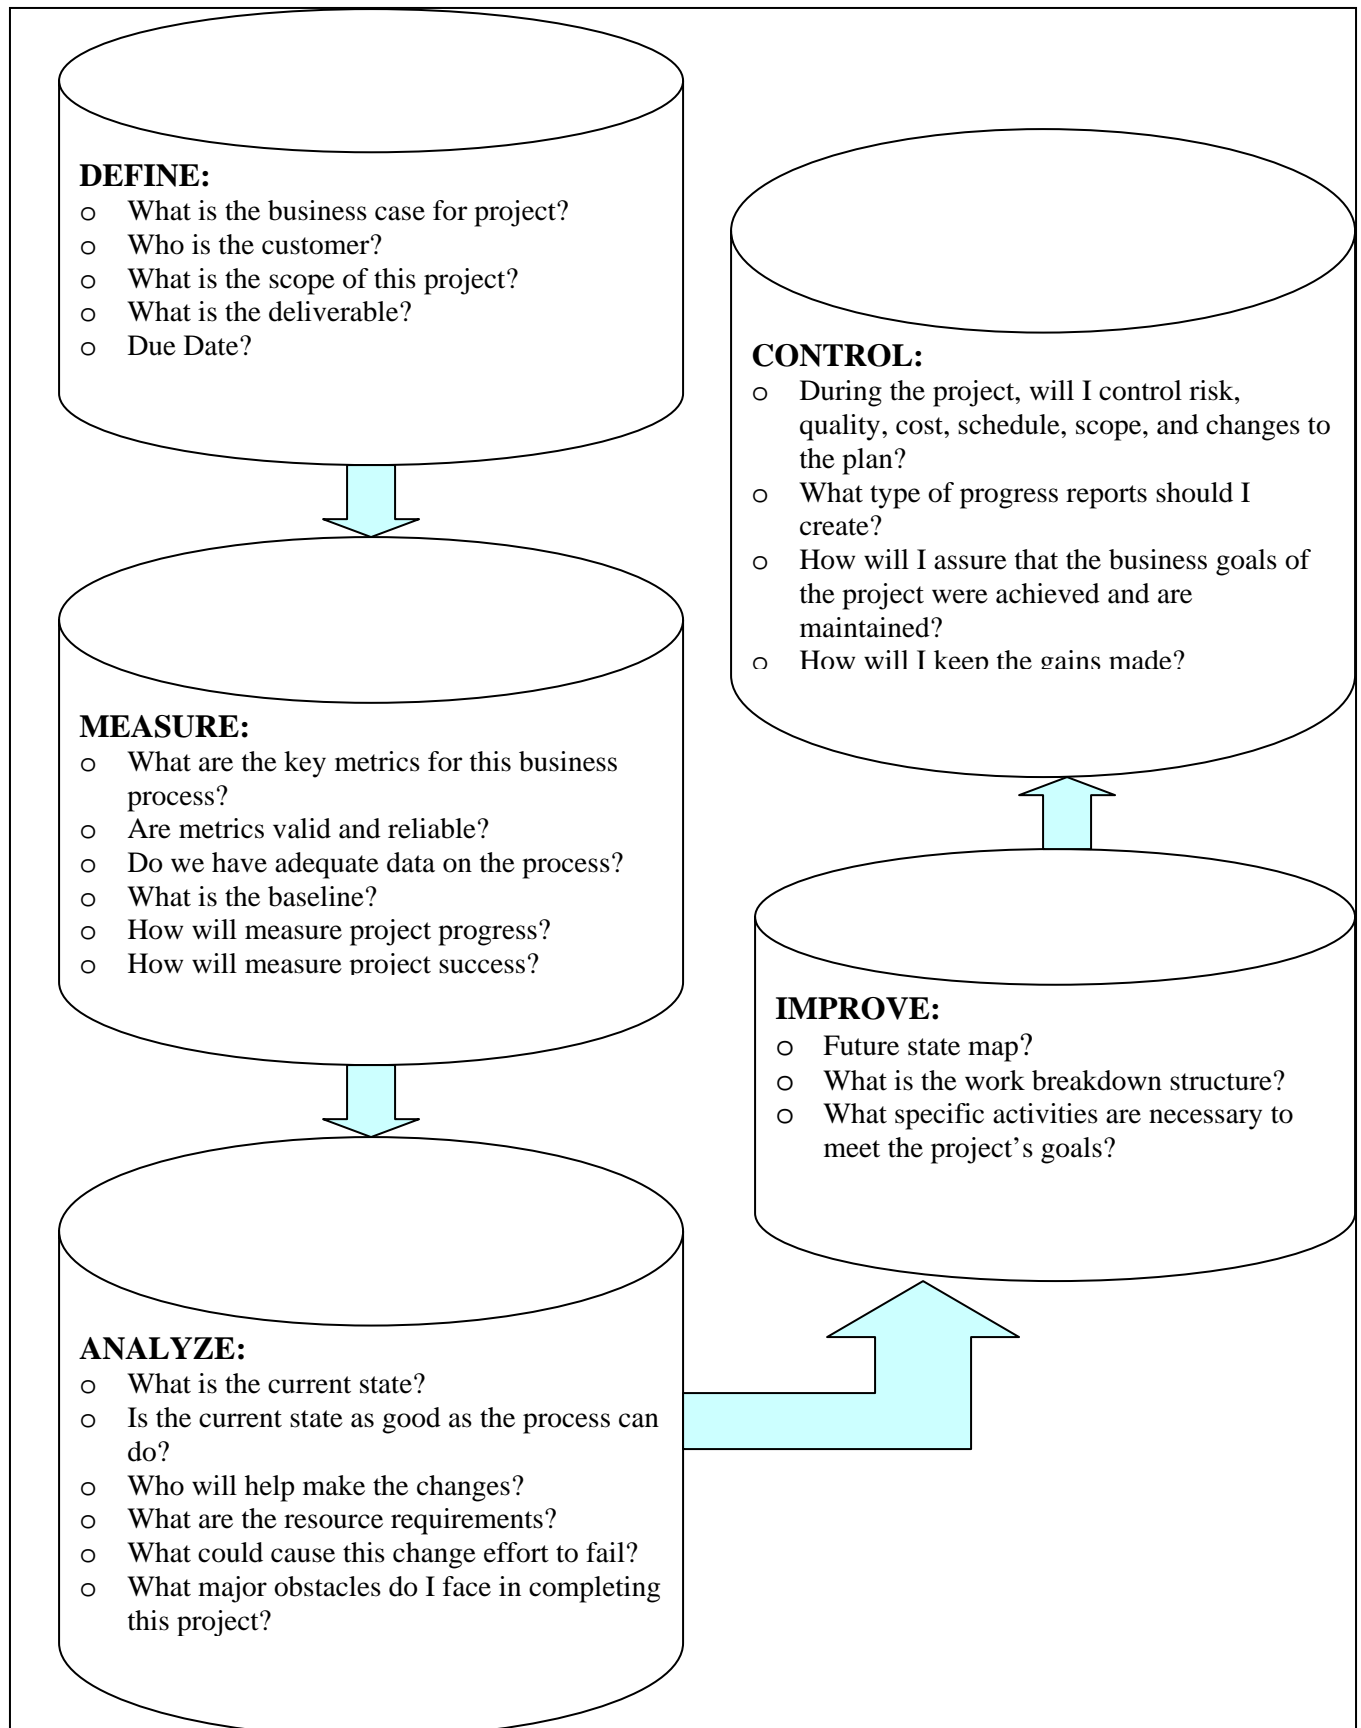 DEFINE:
o What is the business case for project?
o Who is the customer?
o What is the scope of this project?
o What is the deliverable?
o Due Date?
MEASURE:
o What are the key metrics for this business
process?
o Are metrics valid and reliable?
o Do we have adequate data on the process?
o What is the baseline?
o How will measure project progress?
o How will measure project success?
ANALYZE:
o What is the current state?
o Is the current state as good as the process can
do?
o Who will help make the changes?
o What are the resource requirements?
o What could cause this change effort to fail?
o What major obstacles do I face in completing
this project?
IMPROVE:
o Future state map?
o What is the work breakdown structure?
o What specific activities are necessary to
meet the project’s goals?
CONTROL:
o During the project, will I control risk,
quality, cost, schedule, scope, and changes to
the plan?
o What type of progress reports should I
create?
o How will I assure that the business goals of
the project were achieved and are
maintained?
o How will I keep the gains made?